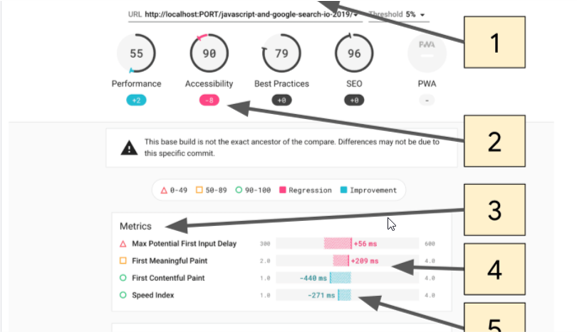 URL http://localhost:PORT/javascript-and-google-search-io-2019/ Threshold 5%
1
55 90 79 96 PWA
Performance Accessibility Best Practices SEO PWA
+2 -8 +0 +0 -
2
This base build is not the exact ancestor of the compare. Differences may not be due to
this specific commit.
0-49 50-89 90-100 Regression Improvement
3
Metrics
Max Potential First Input Delay 300 +56 ms 600
First Meaningful Paint 2.0 +209 ms 4.0
4
First Contentful Paint 1.0 -440 ms 4.0
Speed Index 1.0 -271 ms 4.0
5